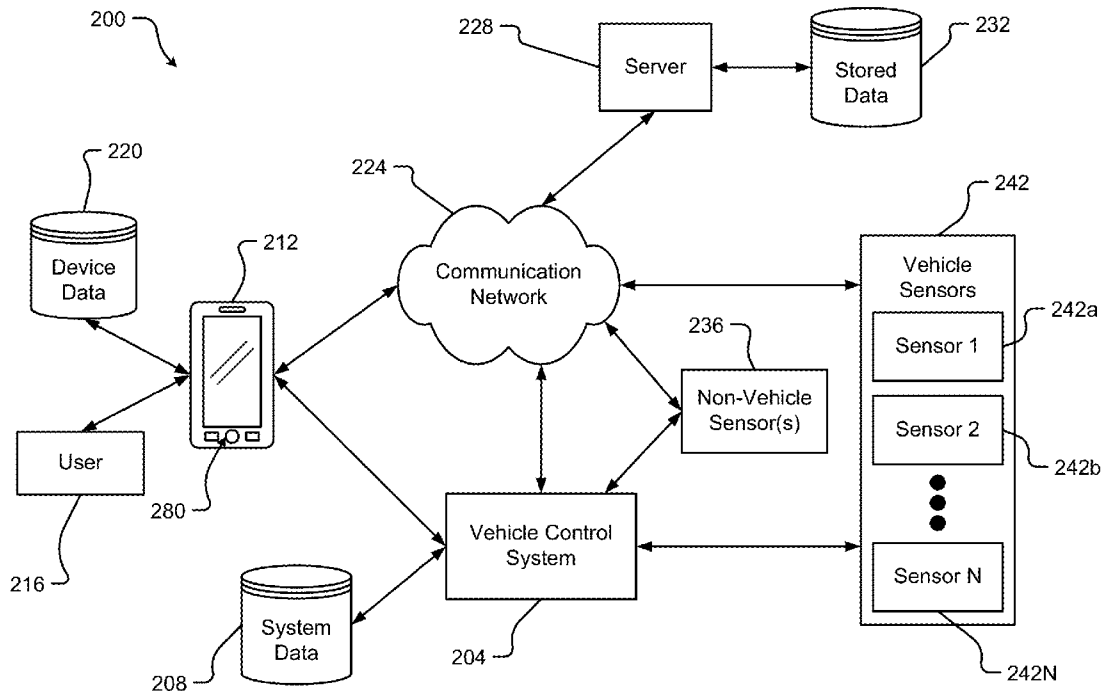 200
228
Server
Stored
Data
232
220
224
242
Device
Data
212
Communication
Network
Vehicle
Sensors
242a
236
Sensor 1
Non-Vehicle
Sensor(s)
Sensor 2
242b
User
280
Vehicle Control
System
216
Sensor N
System
Data
208
204
242N